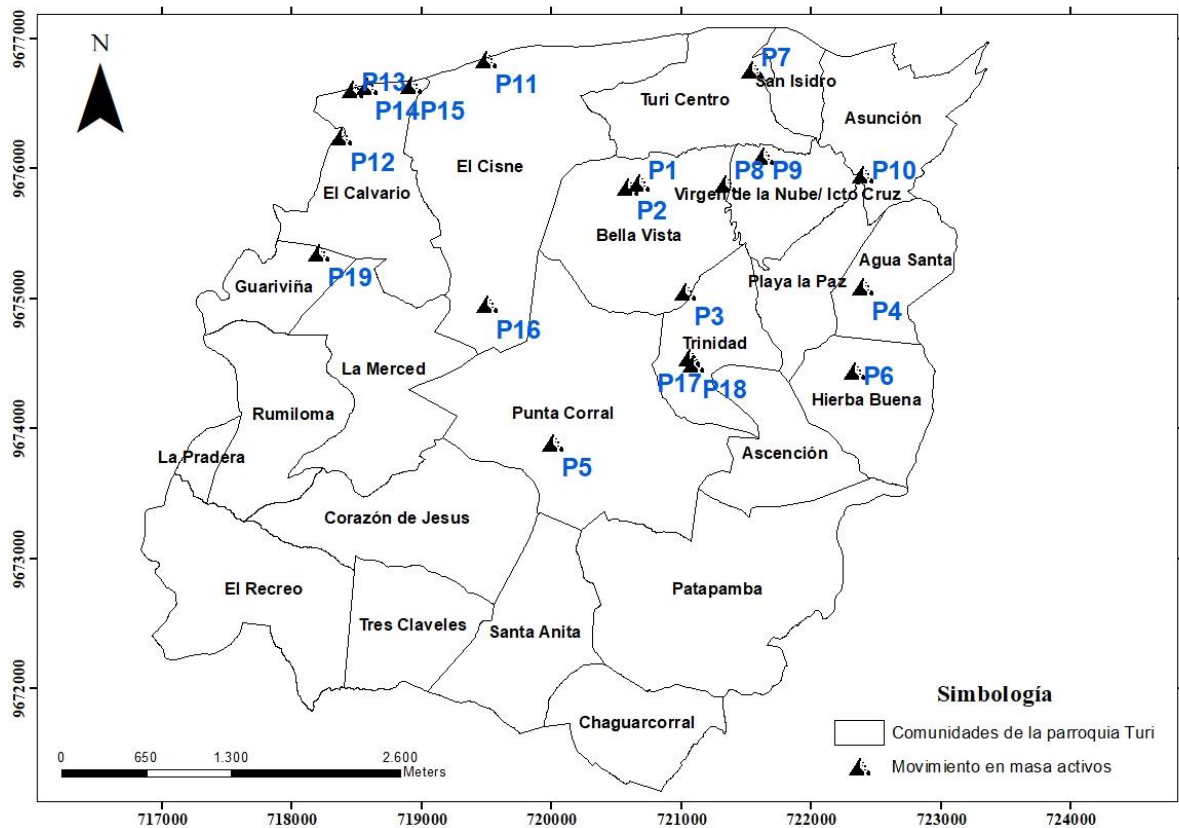 N
P7
P13
P11
San Isidro
Turi Centro
P14
P15
Asunción
P12
El Cisne
P1
P8
P9
P10
El Calvario
Virgen de la Nube/ Icto Cruz
P2
Bella Vista
Agua Santa
P19
Guariviña
Playa la Paz
P4
P3
P16
Trinidad
La Merced
P17
P18
P6
Hierba Buena
Rumiloma
Punta Corral
La Pradera
P5
Ascención
Corazón de Jesus
El Recreo
Patapamba
Tres Claveles
Santa Anita
Chaguarcorral
Simbología
Comunidades de la parroquia Turi
Movimiento en masa activos
0 650 1.300 2.600
Meters
9677000
9676000
9675000
9674000
9673000
9672000
717000 718000 719000 720000 721000 722000 723000 724000